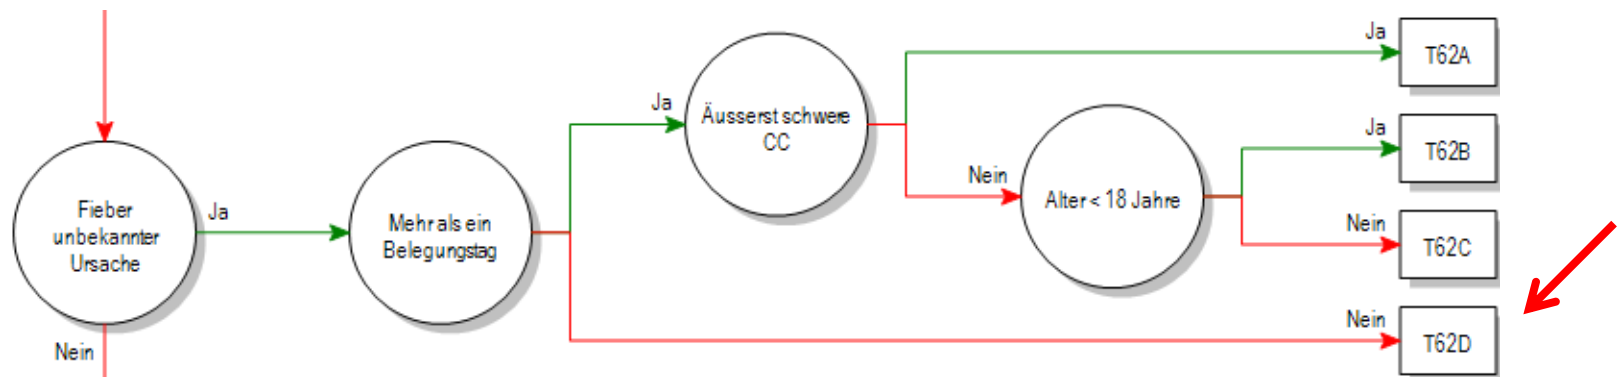 Ja
T62A
Ja
Äusserst schwere
CC
Ja
T62B
Nein
Alter < 18 Jahre
Fieber
unbekannter
Ursache
Ja
Mehr als ein
Belegungstag
Nein
T62C
Nein
T62D
Nein